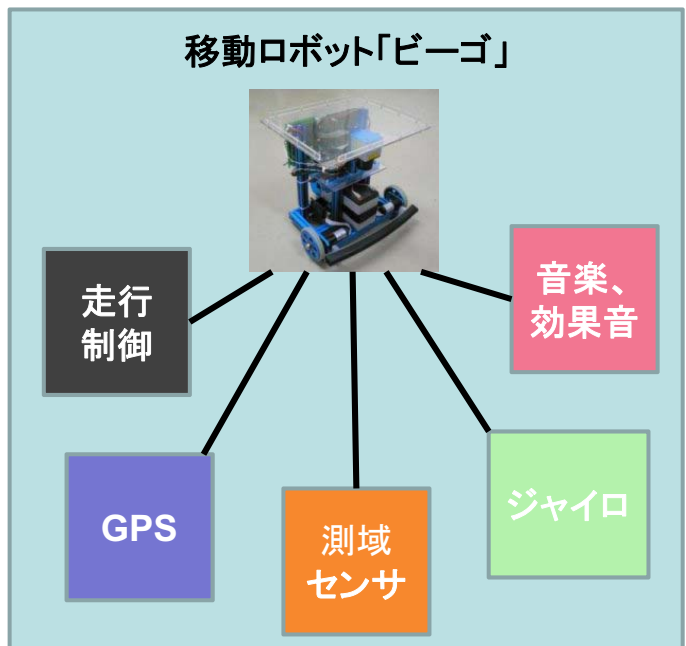 移動ロボット「ビーゴ」
走行
制御
音楽、
効果音
GPS
測域
センサ
ジャイロ